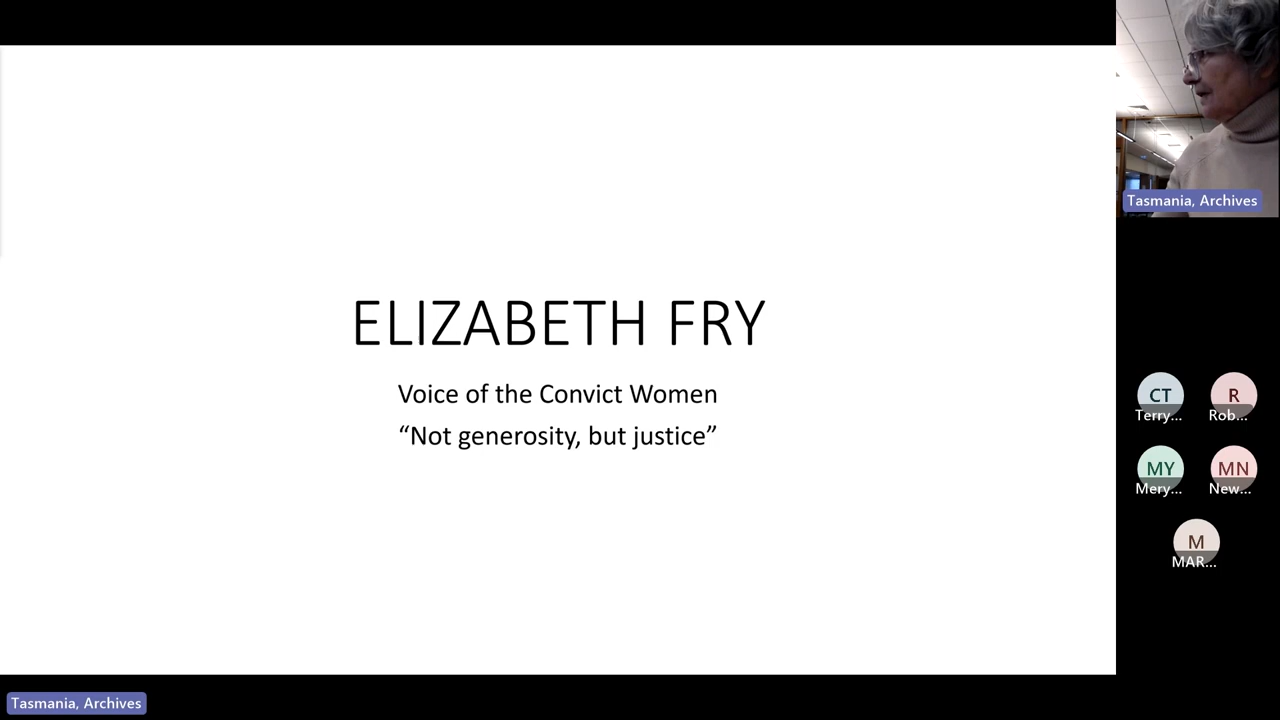 ELIZABETH FRY
Voice of the Convict Women
“Not generosity, but justice”
Tasmania, Archives
CT
Terry...
R
Rob...
MY
Mery...
MN
New...
M
MAR...
Tasmania, Archives